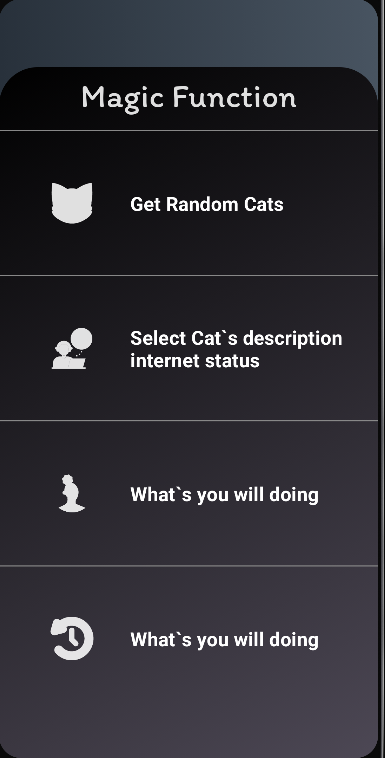 Magic Function
Get Random Cats
Select Cat`s description
internet status
What`s you will doing
What`s you will doing